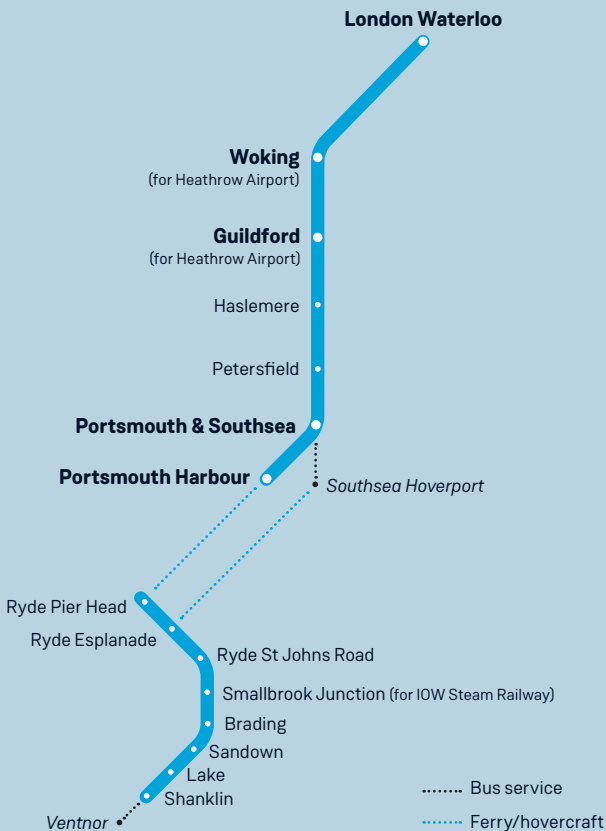 London Waterloo
Woking
(for Heathrow Airport)
Guildford
(for Heathrow Airport)
Haslemere
Petersfield
Portsmouth & Southsea
Portsmouth Harbour
Southsea Hoverport
Ryde Pier Head
Ryde Esplanade
Ryde St Johns Road
Smallbrook Junction (for IOW Steam Railway)
Brading
Sandown
Lake
Shanklin
Ventnor
Bus service
Ferry/hovercraft